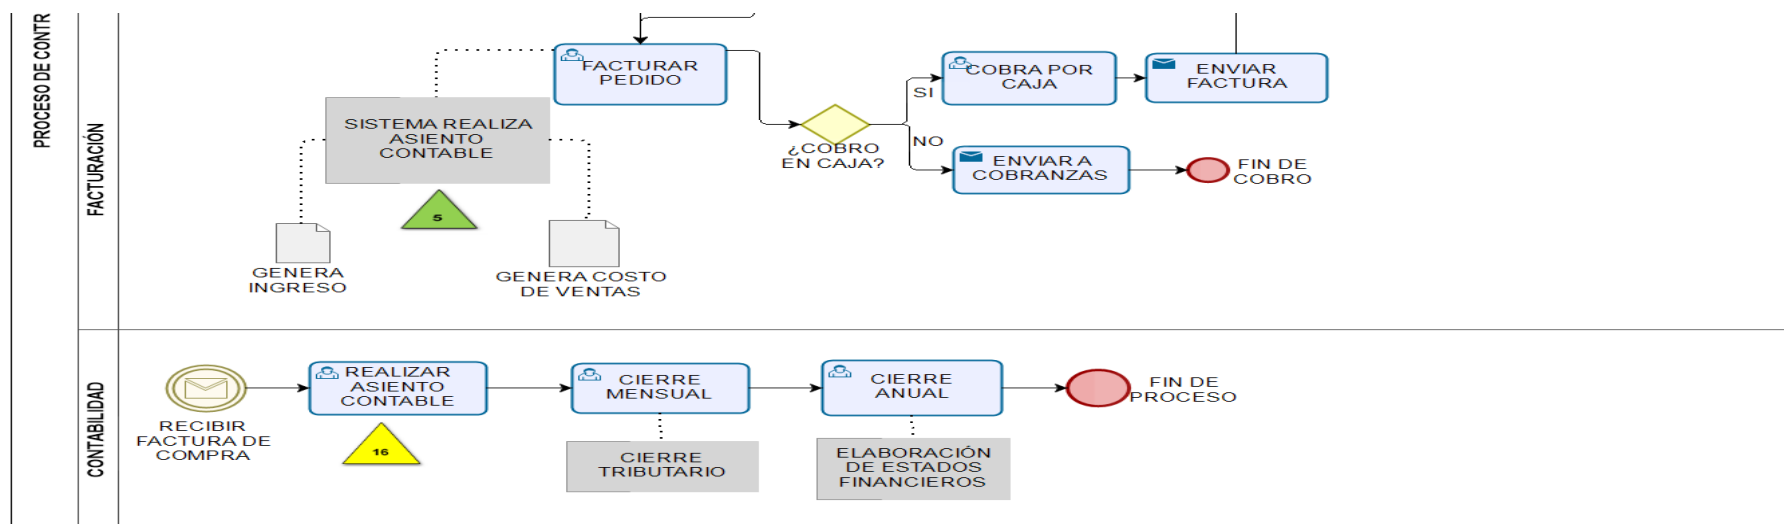 PROCESO DE CONTR
FACTURACIÓN
FACTURAR
PEDIDO
SISTEMA REALIZA
ASIENTO
CONTABLE
5
GENERA
INGRESO
GENERA COSTO
DE VENTAS
¿COBRO
EN CAJA?
SI
NO
COBRA POR
CAJA
ENVIAR
FACTURA
ENVIAR A
COBRANZAS
FIN DE
COBRO
CONTABILIDAD
RECIBIR
FACTURA DE
COMPRA
REALIZAR
ASIENTO
CONTABLE
16
CIERRE
MENSUAL
CIERRE
TRIBUTARIO
CIERRE
ANUAL
ELABORACIÓN
DE ESTADOS
FINANCIEROS
FIN DE
PROCESO